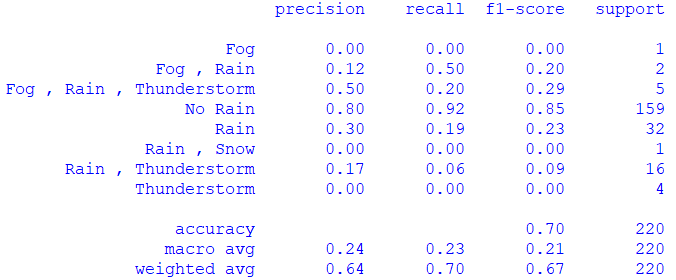 precision recall f1-score support
Fog 0.00 0.00 0.00 1
Fog , Rain 0.12 0.50 0.20 2
Fog , Rain , Thunderstorm 0.50 0.20 0.29 5
No Rain 0.80 0.92 0.85 159
Rain 0.30 0.19 0.23 32
Rain , Snow 0.00 0.00 0.00 1
Rain , Thunderstorm 0.17 0.06 0.09 16
Thunderstorm 0.00 0.00 0.00 4
accuracy 0.70 220
macro avg 0.24 0.23 0.21 220
weighted avg 0.64 0.70 0.67 220